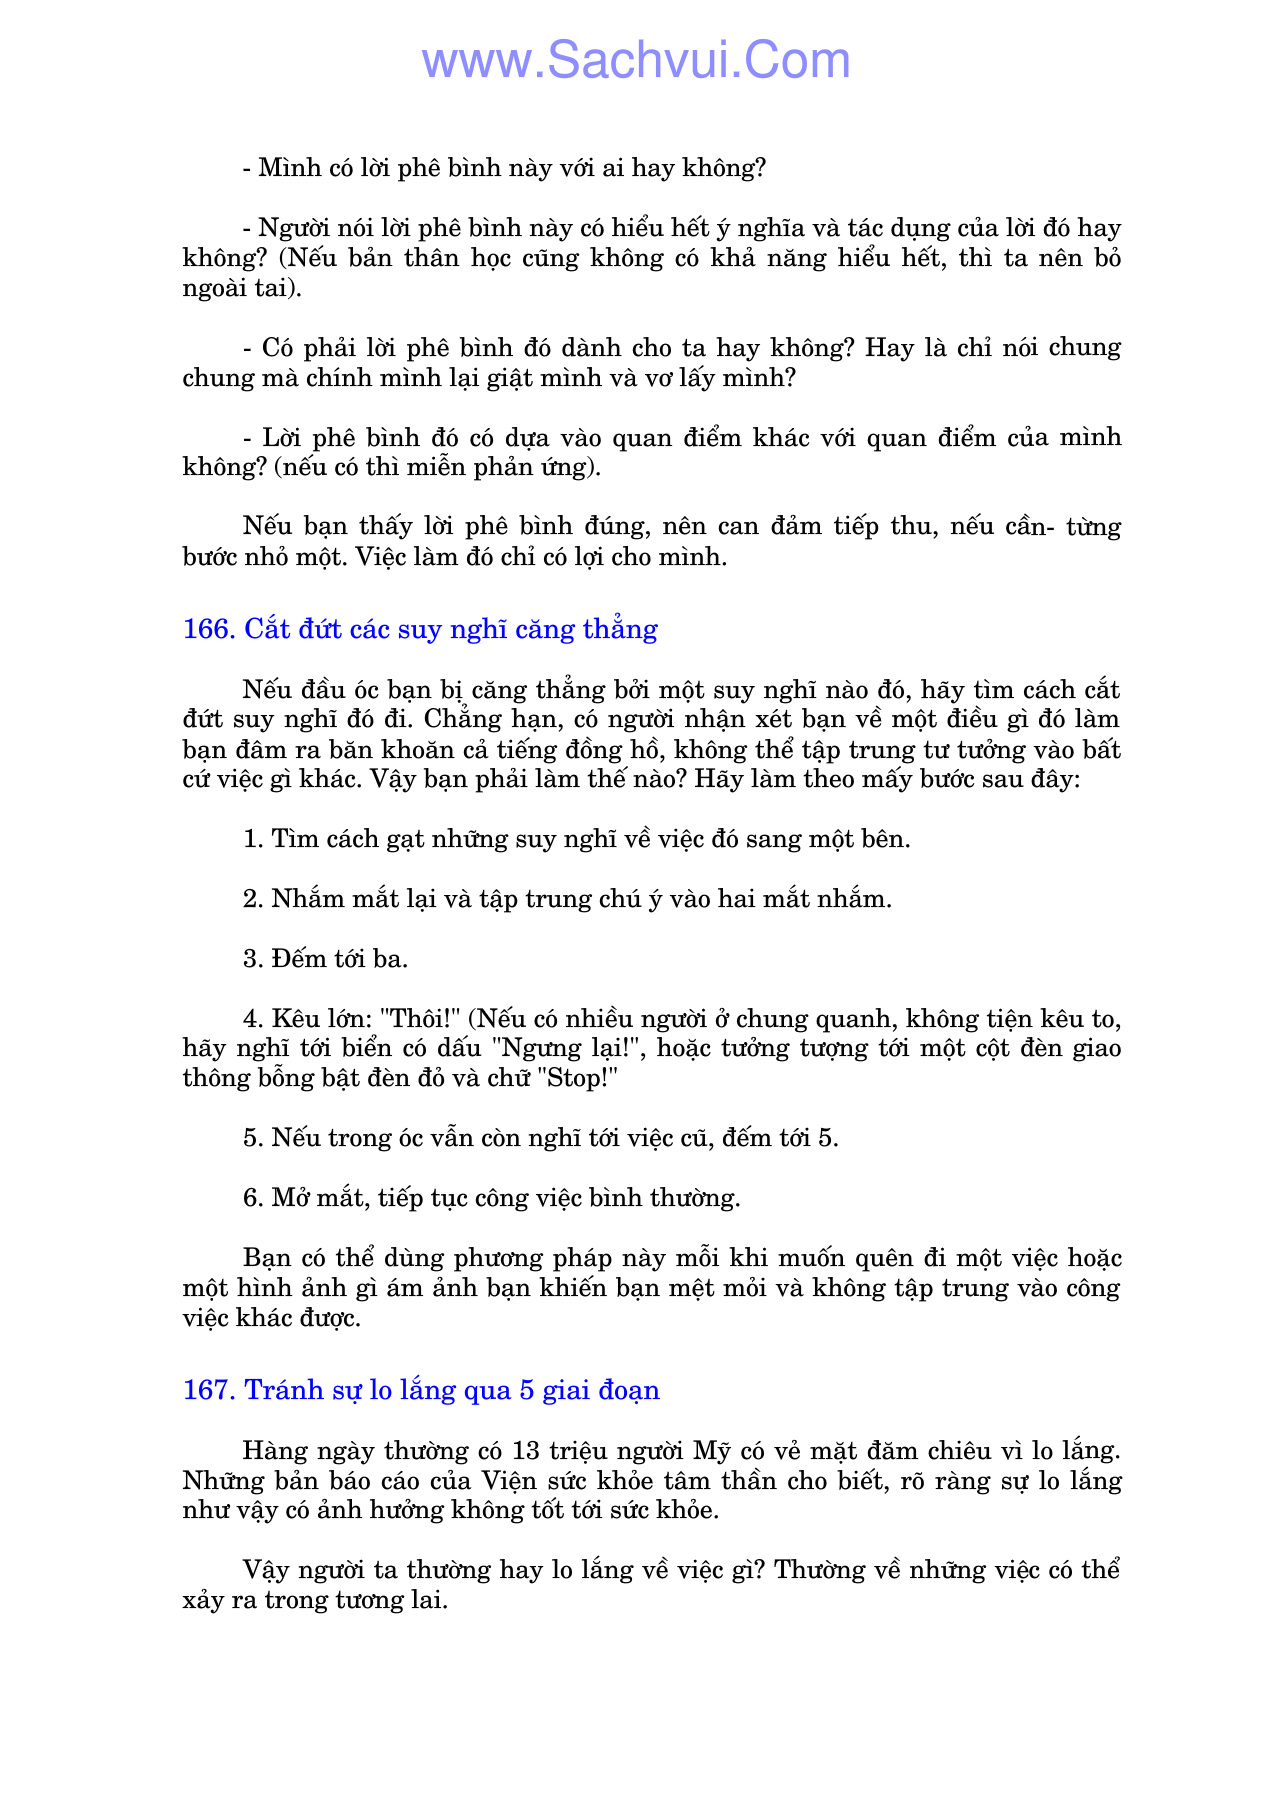 www.Sachvui.Com
- Mình có lời phê bình này với ai hay không?
- Người nói lời phê bình này có hiểu hết ý nghĩa và tác dụng của lời đó hay
không? (Nếu bản thân học cũng không có khả năng hiểu hết, thì ta nên bỏ
ngoài tai).
- Có phải lời phê bình đó dành cho ta hay không? Hay là chỉ nói chung
chung mà chính mình lại giật mình và vơ lấy mình?
- Lời phê bình đó có dựa vào quan điểm khác với quan điểm của mình
không? (nếu có thì miễn phản ứng).
Nếu bạn thấy lời phê bình đúng, nên can đảm tiếp thu, nếu cần- từng
bước nhỏ một. Việc làm đó chỉ có lợi cho mình.
166. Cắt đứt các suy nghĩ căng thẳng
Nếu đầu óc bạn bị căng thẳng bởi một suy nghĩ nào đó, hãy tìm cách cắt
đứt suy nghĩ đó đi. Chẳng hạn, có người nhận xét bạn về một điều gì đó làm
bạn đâm ra băn khoăn cả tiếng đồng hồ, không thể tập trung tư tưởng vào bất
cứ việc gì khác. Vậy bạn phải làm thế nào? Hãy làm theo mấy bước sau đây:
1. Tìm cách gạt những suy nghĩ về việc đó sang một bên.
2. Nhắm mắt lại và tập trung chú ý vào hai mắt nhắm.
3. Đếm tới ba.
4. Kêu lớn: "Thôi!" (Nếu có nhiều người ở chung quanh, không tiện kêu to,
hãy nghĩ tới biển có dấu "Ngưng lại!", hoặc tưởng tượng tới một cột đèn giao
thông bỗng bật đèn đỏ và chữ "Stop!"
5. Nếu trong óc vẫn còn nghĩ tới việc cũ, đếm tới 5.
6. Mở mắt, tiếp tục công việc bình thường.
Bạn có thể dùng phương pháp này mỗi khi muốn quên đi một việc hoặc
một hình ảnh gì ám ảnh bạn khiến bạn mệt mỏi và không tập trung vào công
việc khác được.
167. Tránh sự lo lắng qua 5 giai đoạn
Hàng ngày thường có 13 triệu người Mỹ có vẻ mặt đăm chiêu vì lo lắng.
Những bản báo cáo của Viện sức khỏe tâm thần cho biết, rõ ràng sự lo lắng
như vậy có ảnh hưởng không tốt tới sức khỏe.
Vậy người ta thường hay lo lắng về việc gì? Thường về những việc có thể
xảy ra trong tương lai.